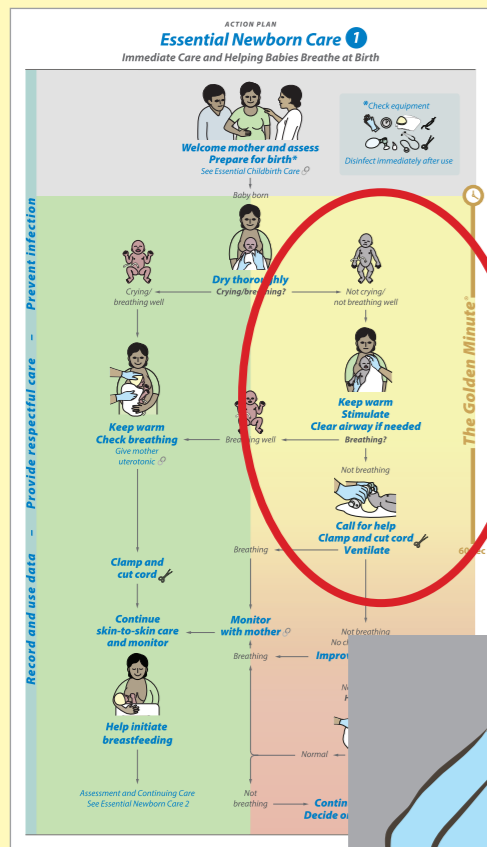 ACTION PLAN
Essential Newborn Care 1
Immediate Care and Helping Babies Breathe at Birth
*Check equipment
Disinfect immediately after use
Welcome mother and assess
Prepare for birth*
See Essential Childbirth Care
Baby born
Dry thoroughly
Crying/breathing?
Crying/
breathing well
Not crying/
not breathing well
Keep warm
Check breathing
Give mother
uterotonic
Keep warm
Stimulate
Clear airway if needed
Breathing?
Breathing well
Not breathing
Call for help
Clamp and cut cord
Ventilate
Breathing
Clamp and
cut cord
Continue
skin-to-skin care
and monitor
Monitor
with mother
Not breathing
No
Breathing
Normal
Help initiate
breastfeeding
Assessment and Continuing Care
See Essential Newborn Care 2
Not
breathing
Decide
Prevent infection
–
Provide respectful care
–
Record and use data
The Golden Minute®
60